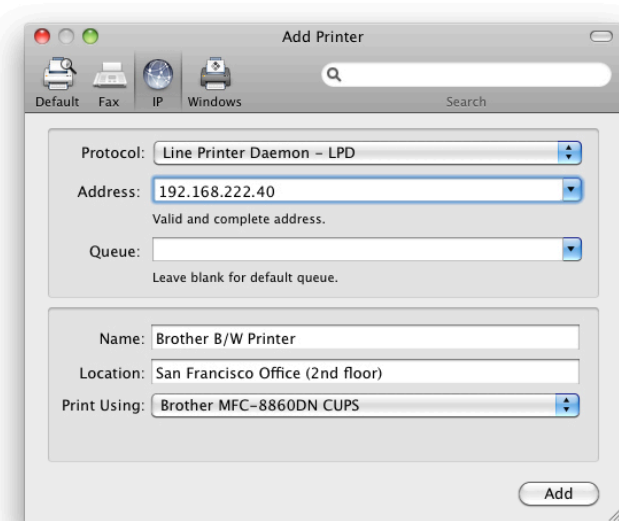 Add Printer
Default Fax IP Windows Search
Protocol: Line Printer Daemon – LPD
Address: 192.168.222.40
Valid and complete address.
Queue:
Leave blank for default queue.
Name: Brother B/W Printer
Location: San Francisco Office (2nd floor)
Print Using: Brother MFC-8860DN CUPS
Add